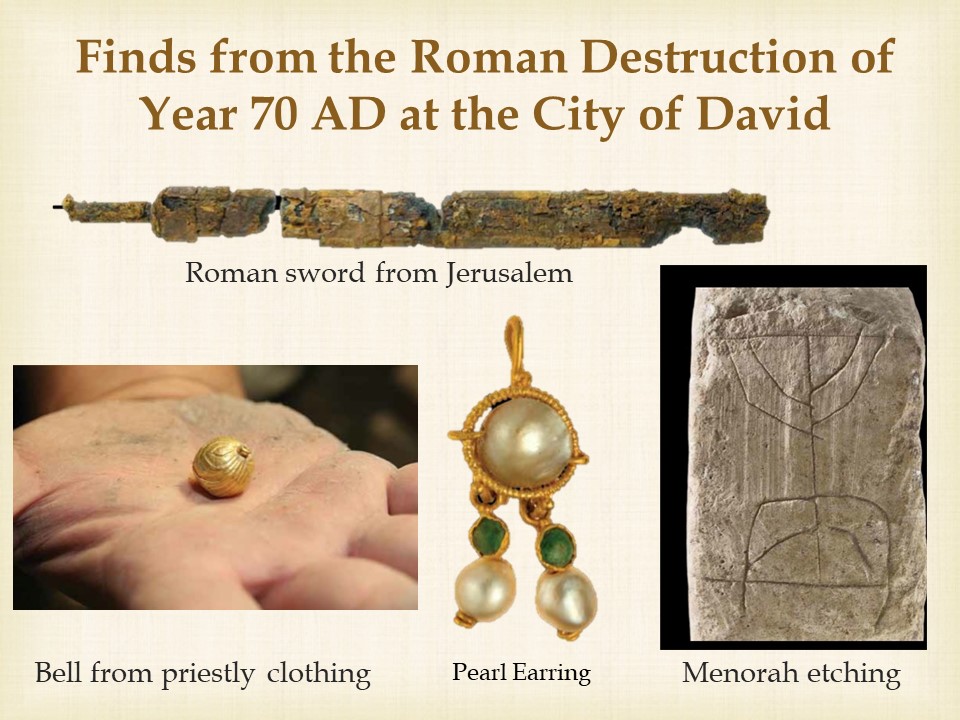 Finds from the Roman Destruction of
Year 70 AD at the City of David
Roman sword from Jerusalem
Bell from priestly clothing
Pearl Earring
Menorah etching